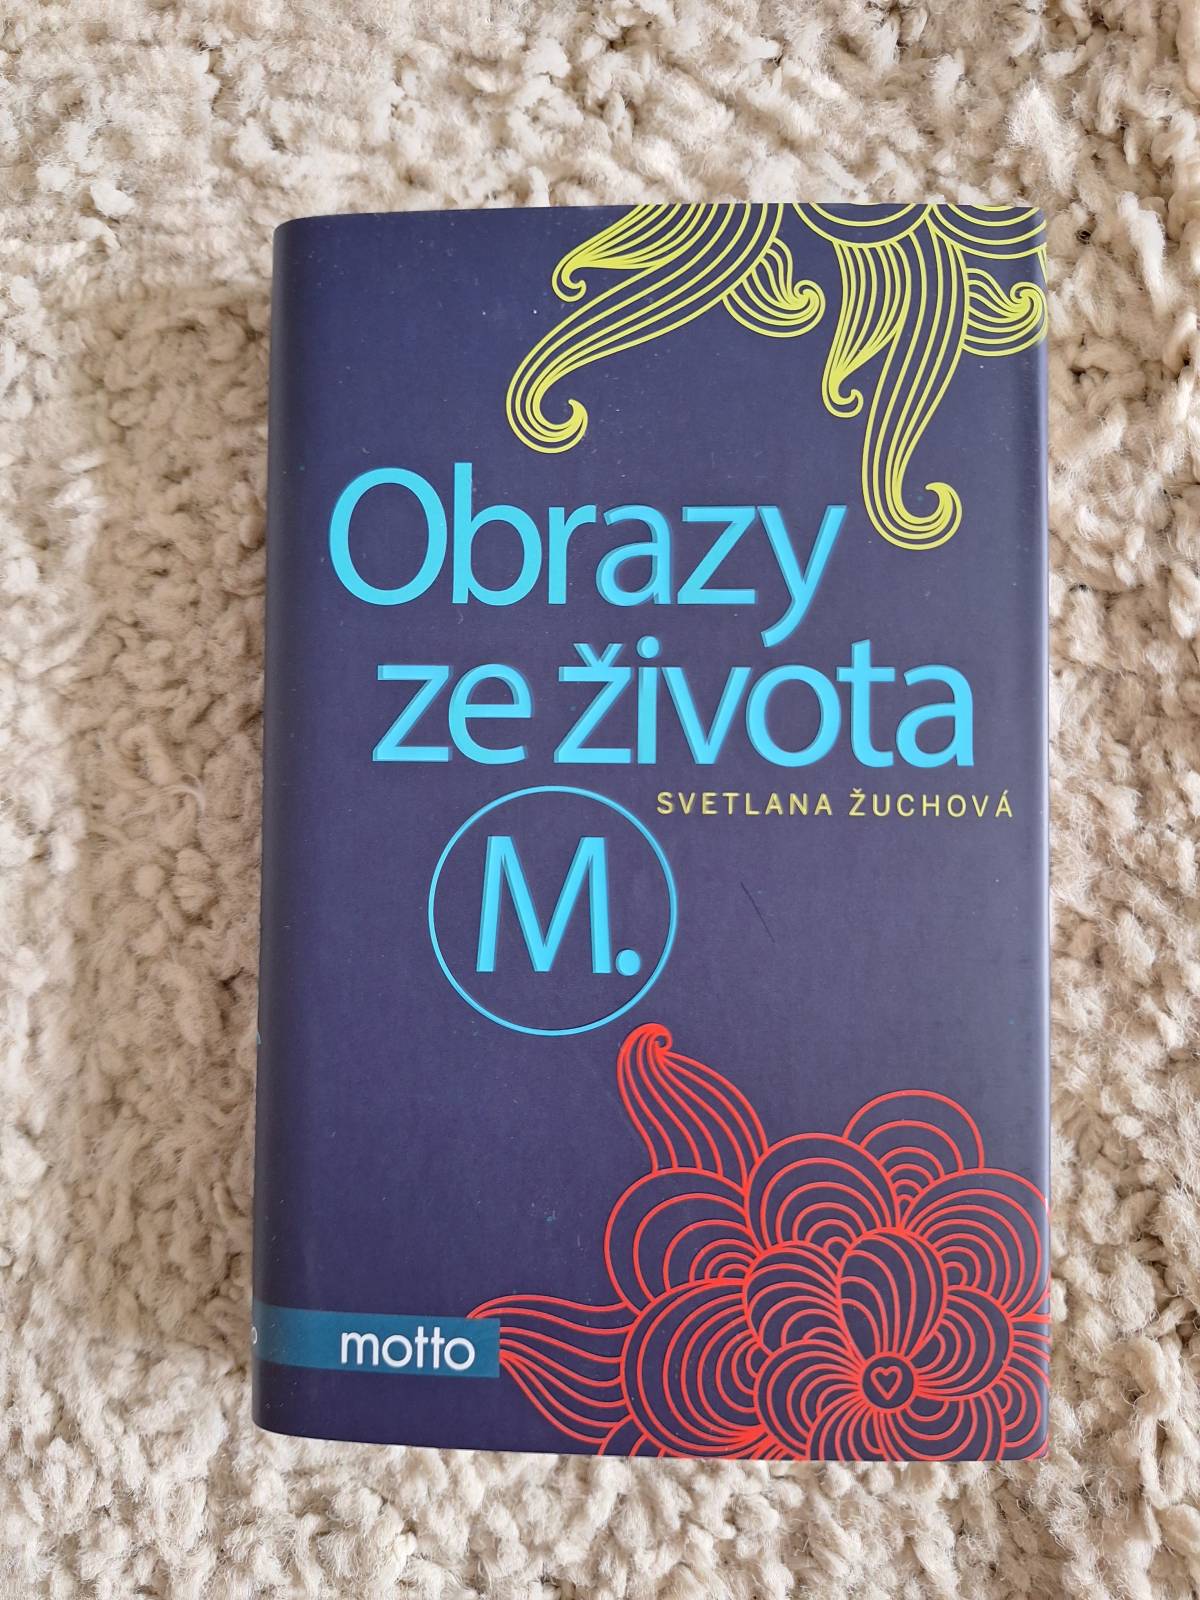 Obrazy
ze života
SVETLANA ŽUCHOVÁ
M.
motto